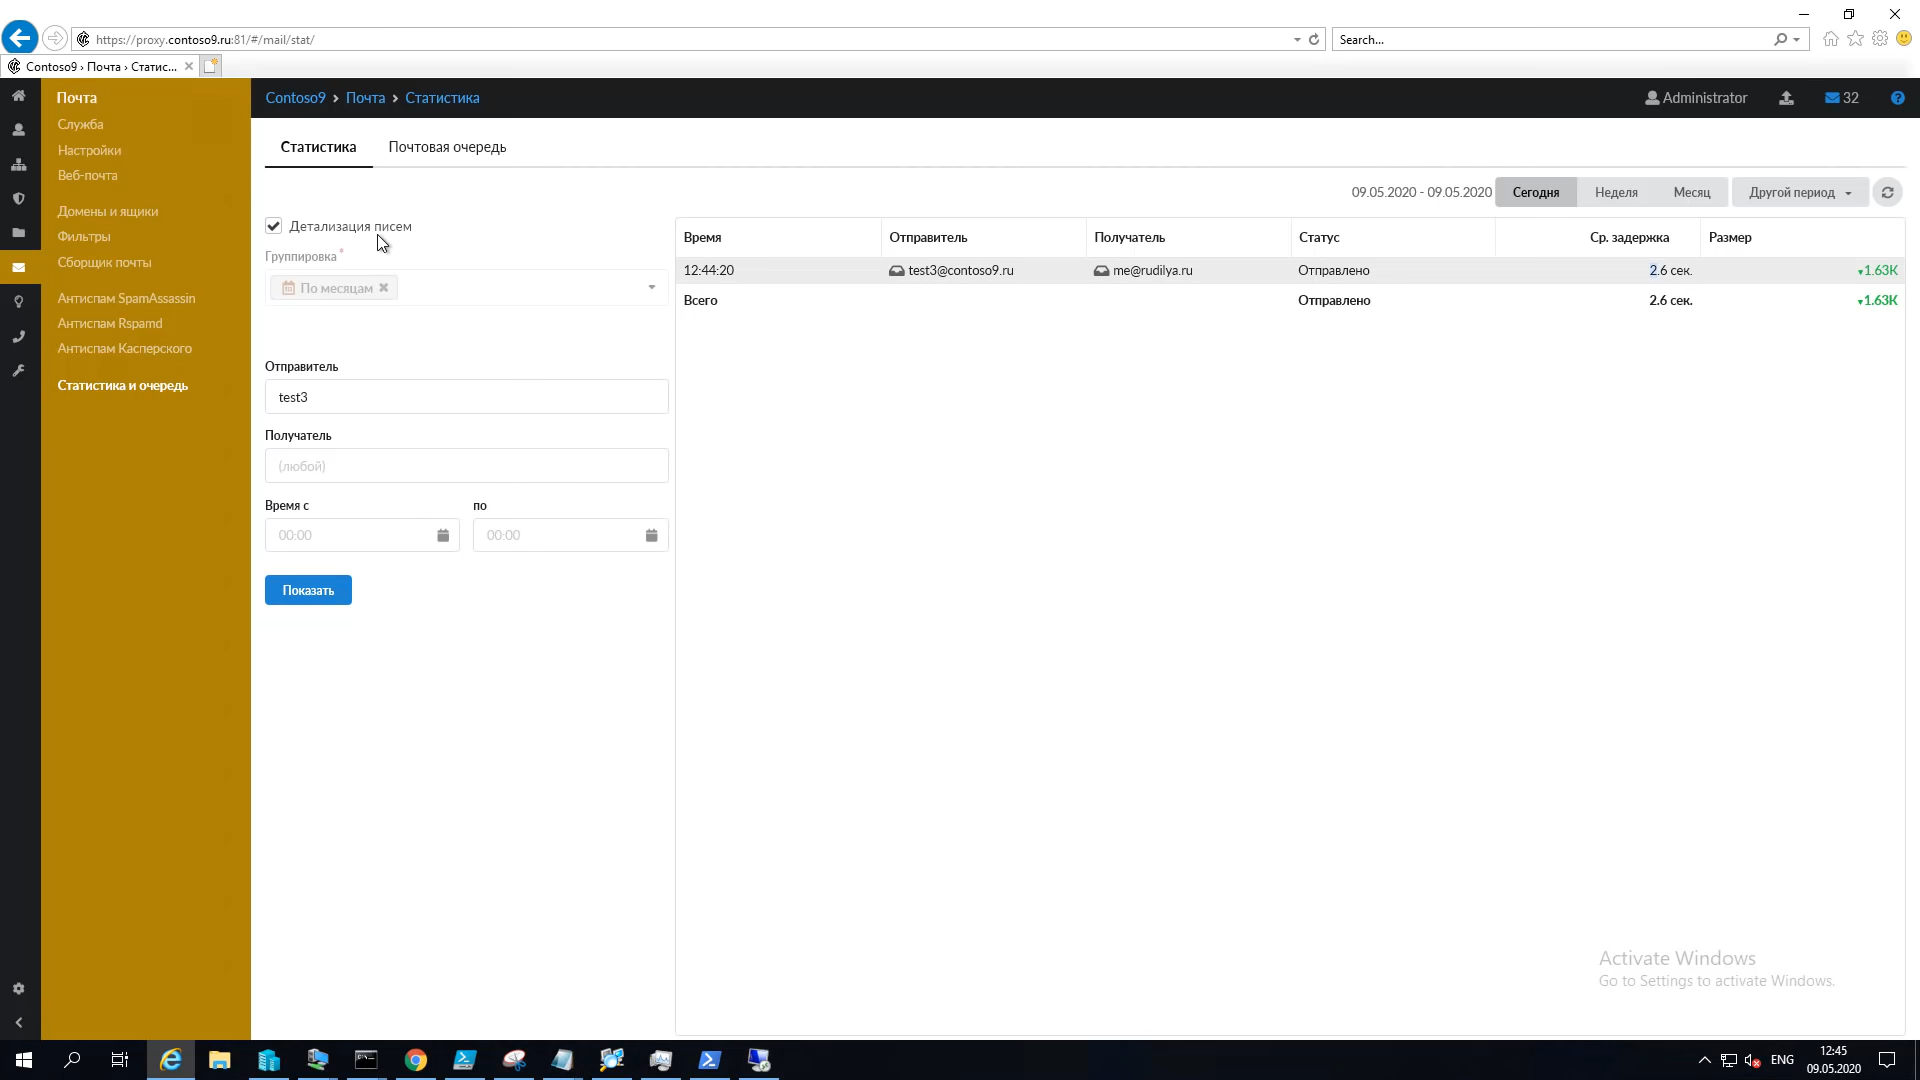 https://proxy.contoso9.ru:81/#/mail/stat/
Search...
Contoso9 › Почта › Статис...
Почта
Служба
Настройки
Веб-почта
Домены и ящики
Фильтры
Сборщик почты
Антиспам SpamAssassin
Антиспам Rspamd
Антиспам Касперского
Статистика и очередь
Contoso9 › Почта › Статистика
Administrator
32
?
Статистика
Почтовая очередь
09.05.2020 - 09.05.2020
Сегодня
Неделя
Месяц
Другой период
Детализация писем
Группировка *
По месяцам
Отправитель
test3
Получатель
(любой)
Время с
по
00:00
00:00
Показать
Время Отправитель Получатель Статус Ср. задержка Размер
12:44:20 test3@contoso9.ru me@rudilya.ru Отправлено 2.6 сек. ▾1.63K
Всего Отправлено 2.6 сек. ▾1.63K
Activate Windows
Go to Settings to activate Windows.
ENG
12:45
09.05.2020